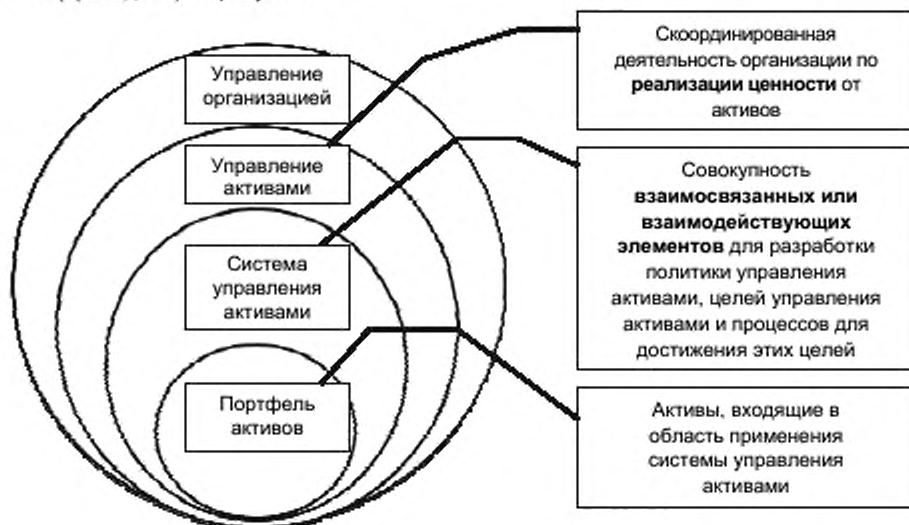 Управление
организацией
Управление
активами
Система
управления
активами
Портфель
активов
Скоординированная
деятельность организации по
реализации ценности от
активов
Совокупность
взаимосвязанных или
взаимодействующих
элементов для разработки
политики управления
активами, целей управления
активами и процессов для
достижения этих целей
Активы, входящие в
область применения
системы управления
активами